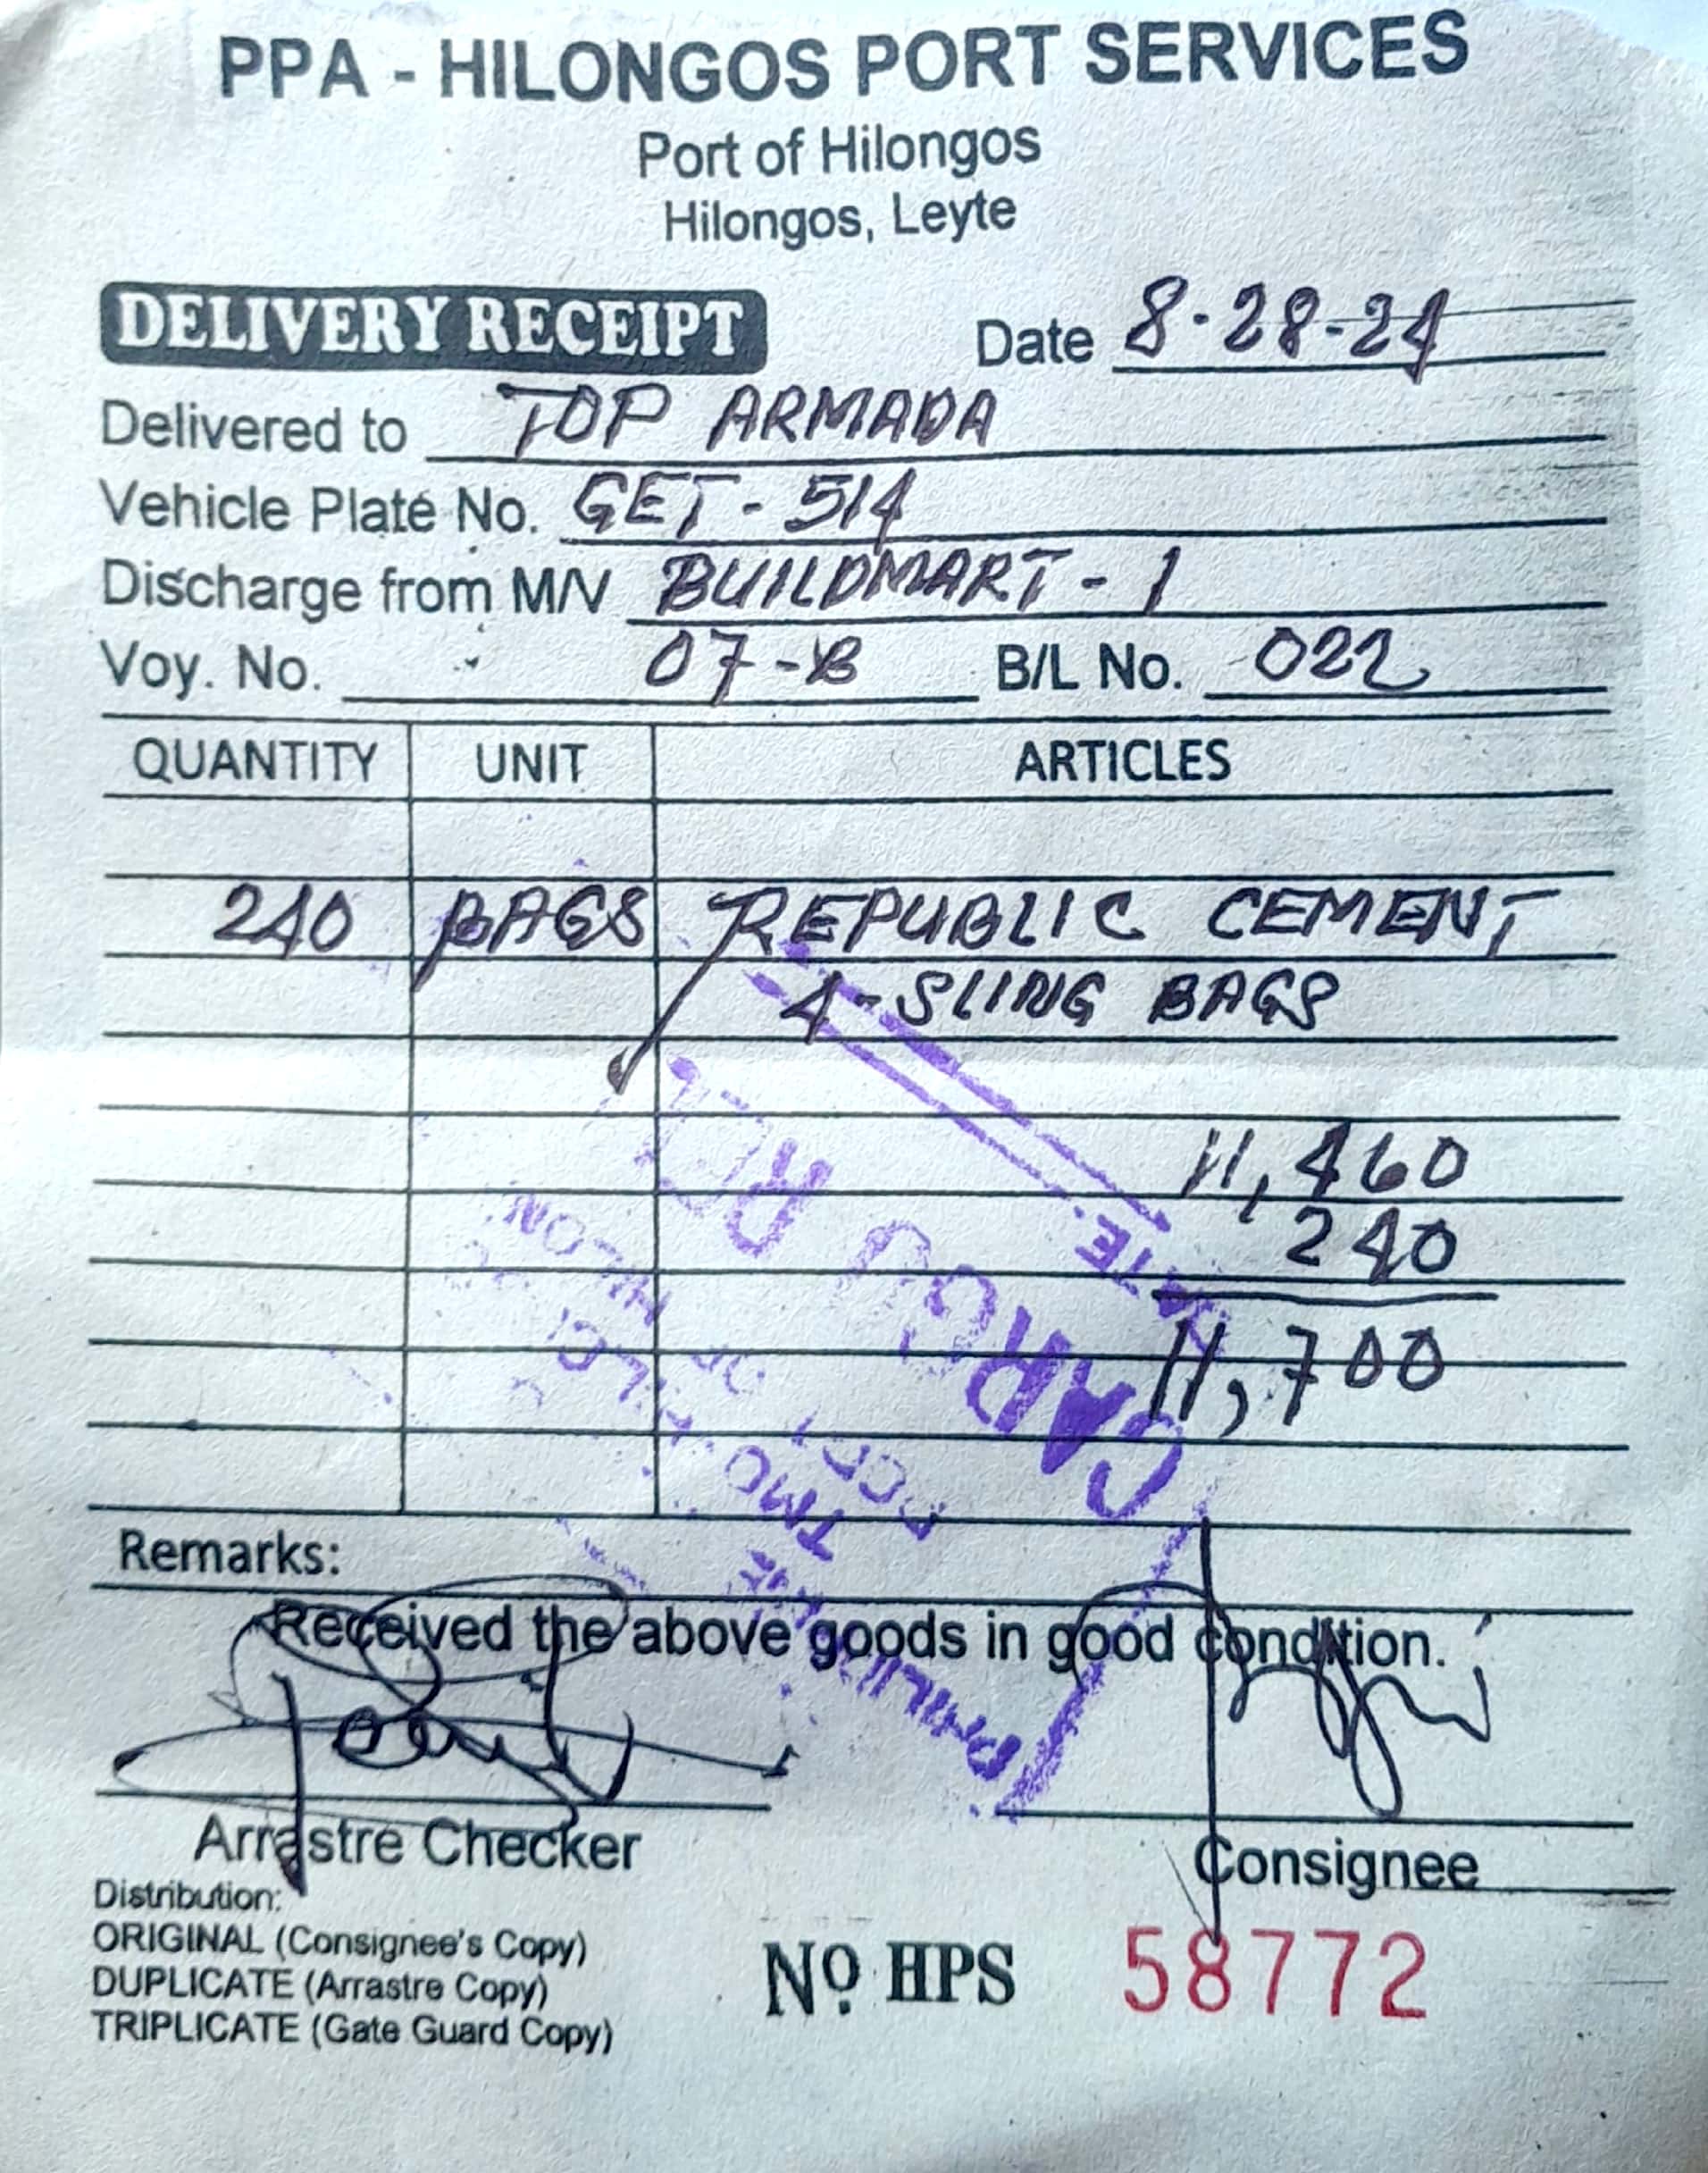 PPA - HILONGOS PORT SERVICES
Port of Hilongos
Hilongos, Leyte
DELIVERY RECEIPT Date 8-28-24
Delivered to TOP ARMADA
Vehicle Plate No. GET-514
Discharge from M/V BUILDMART-1
Voy. No. 07-B B/L No. 022
QUANTITY UNIT ARTICLES
240 BAGS REPUBLIC CEMENT
4-SLING BAGS
11,460
240
11,700
CARGO
Remarks:
Received the above goods in good condition.
Arrastre Checker
Consignee
Distribution:
ORIGINAL (Consignee's Copy)
DUPLICATE (Arrastre Copy)
TRIPLICATE (Gate Guard Copy)
Nº HPS 58772